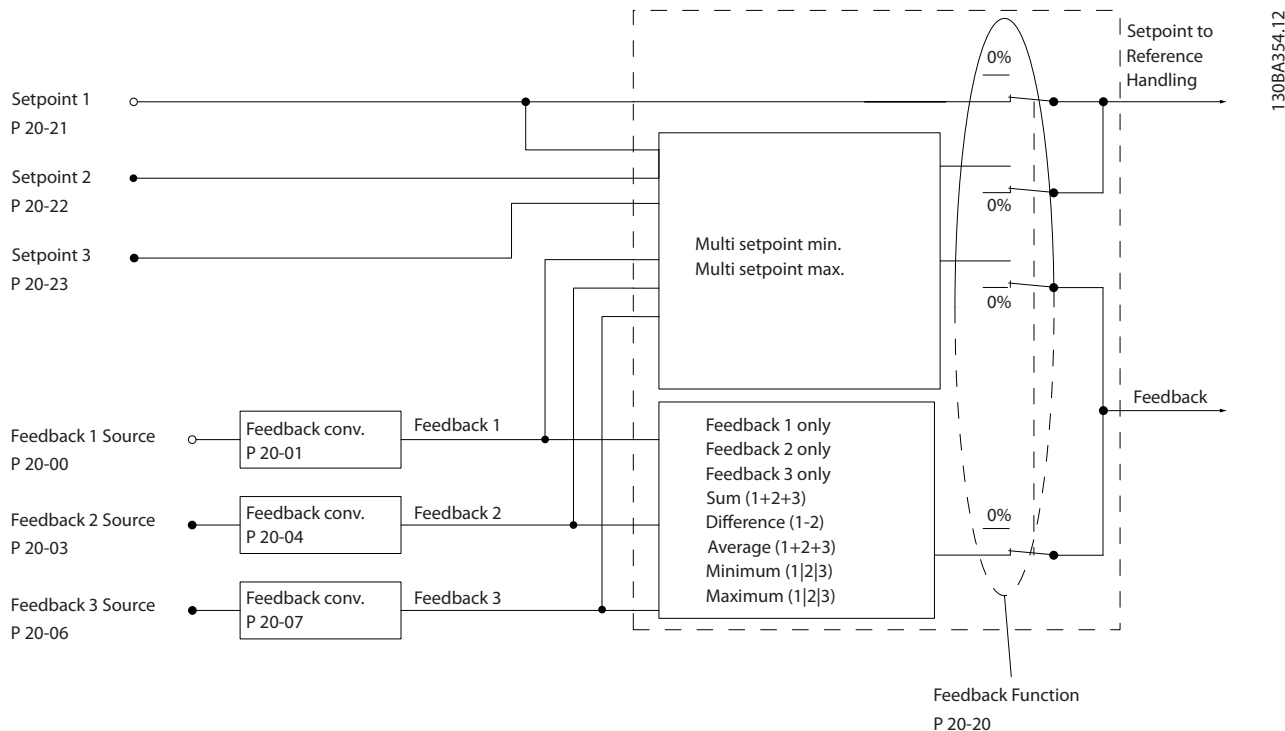 130BA354.12
Setpoint to
Reference
Handling
0%
Setpoint 1
P 20-21
Setpoint 2
P 20-22
0%
Setpoint 3
P 20-23
Multi setpoint min.
Multi setpoint max.
0%
Feedback
Feedback 1 Source
P 20-00
Feedback conv.
P 20-01
Feedback 1
Feedback 2 Source
P 20-03
Feedback conv.
P 20-04
Feedback 2
Feedback 3 Source
P 20-06
Feedback conv.
P 20-07
Feedback 3
Feedback 1 only
Feedback 2 only
Feedback 3 only
Sum (1+2+3)
Difference (1-2)
Average (1+2+3)
Minimum (1|2|3)
Maximum (1|2|3)
0%
Feedback Function
P 20-20